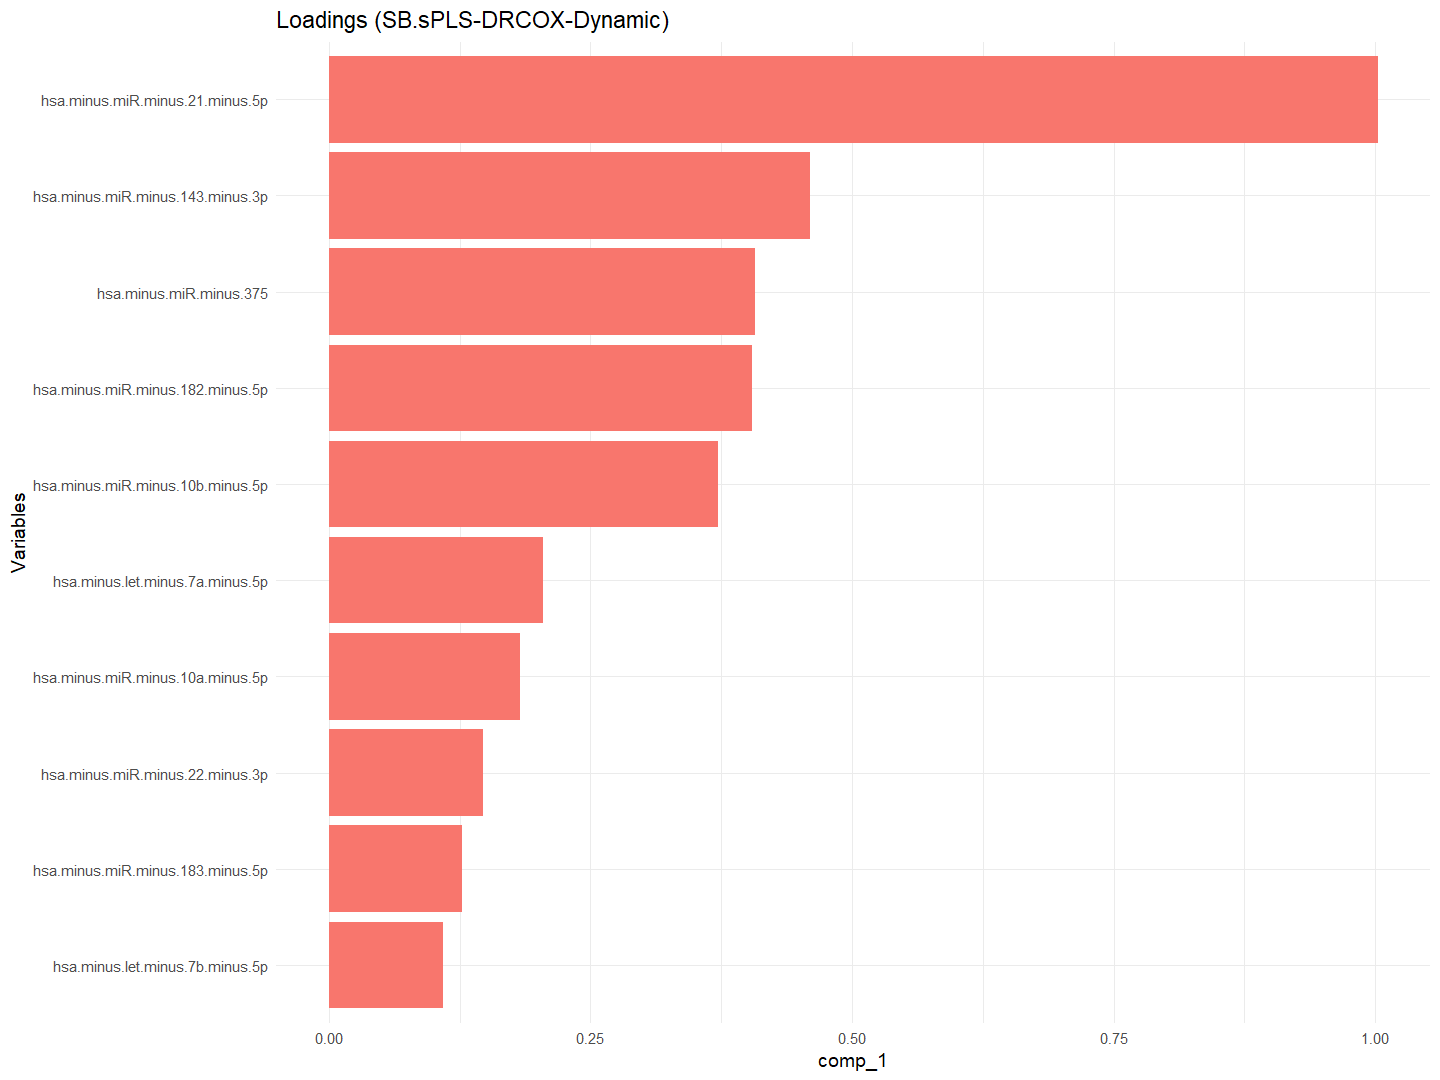 Loadings (SB.sPLS-DRCOX-Dynamic)
Variables
hsa.minus.miR.minus.21.minus.5p
hsa.minus.miR.minus.143.minus.3p
hsa.minus.miR.minus.375
hsa.minus.miR.minus.182.minus.5p
hsa.minus.miR.minus.10b.minus.5p
hsa.minus.let.minus.7a.minus.5p
hsa.minus.miR.minus.10a.minus.5p
hsa.minus.miR.minus.22.minus.3p
hsa.minus.miR.minus.183.minus.5p
hsa.minus.let.minus.7b.minus.5p
0.00 0.25 0.50 0.75 1.00
comp_1